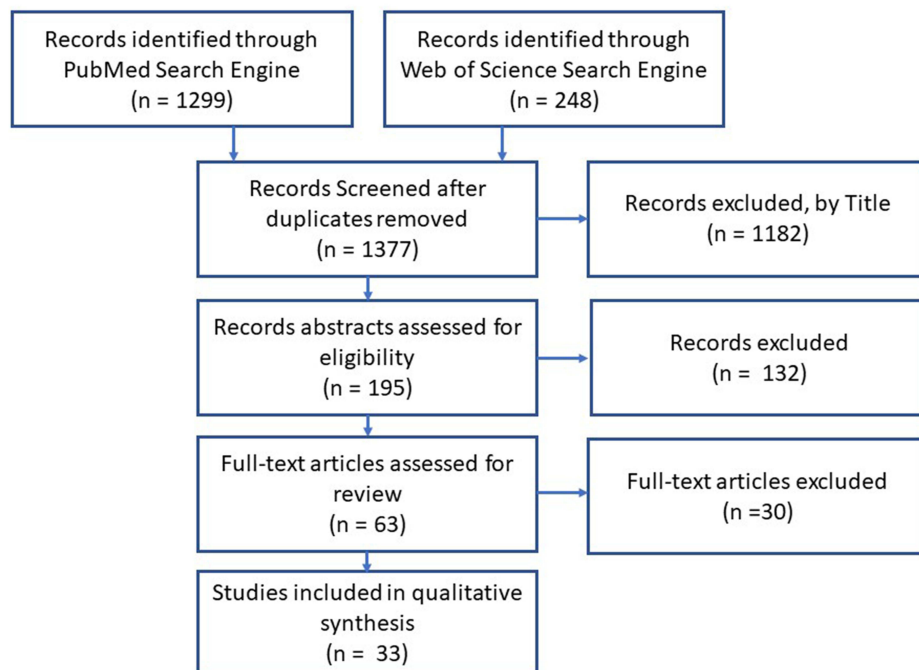 Records identified through
PubMed Search Engine
(n = 1299)
Records identified through
Web of Science Search Engine
(n = 248)
Records Screened after
duplicates removed
(n = 1377)
Records excluded, by Title
(n = 1182)
Records abstracts assessed for
eligibility
(n = 195)
Records excluded
(n =  132)
Full-text articles assessed for
review
(n = 63)
Full-text articles excluded
(n =30)
Studies included in qualitative
synthesis
(n =  33)